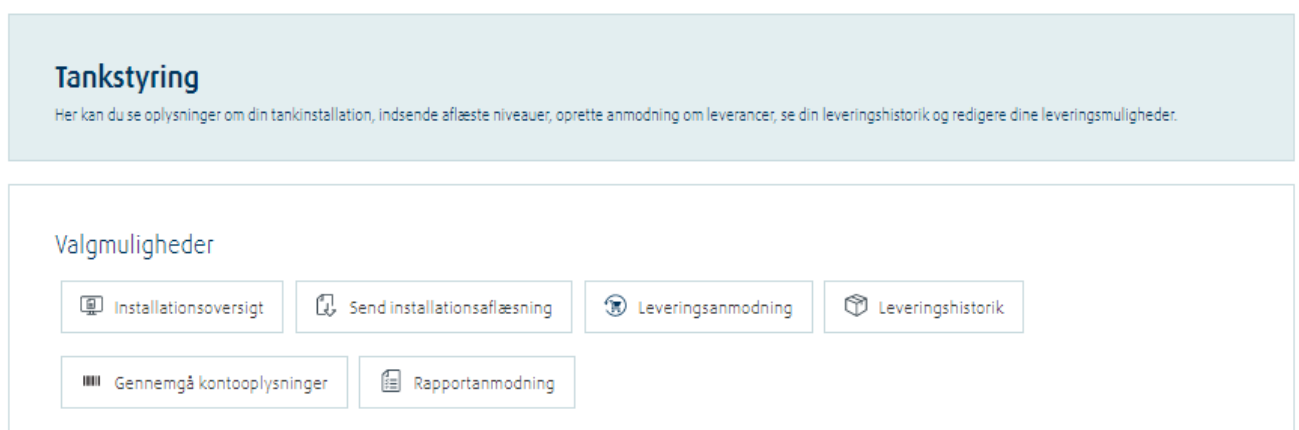 Tankstyring
Her kan du se oplysninger om din tankinstallation, indsende aflæste niveauer, oprette anmodning om leverancer, se din leveringshistorik og redigere dine leveringsmuligheder.
Valgmuligheder
Installationsoversigt
Send installationsaflæsning
Leveringsanmodning
Leveringshistorik
Gennemgå kontooplysninger
Rapportanmodning